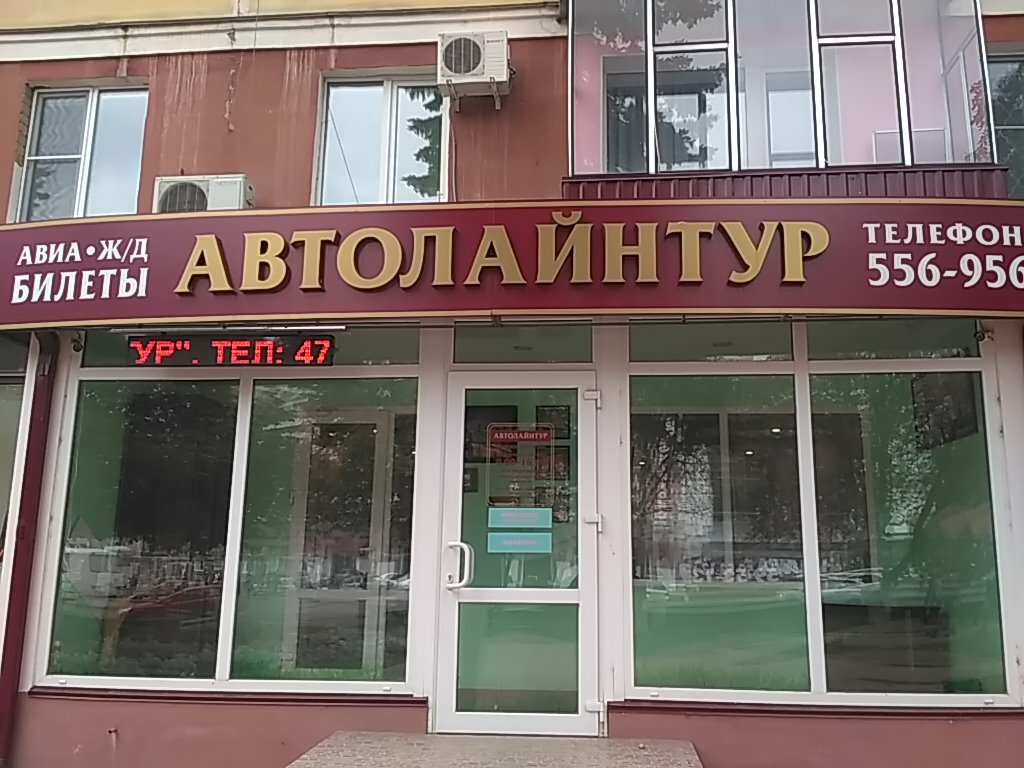 АВИА•Ж/Д
БИЛЕТЫ
АВТОЛАЙНТУР
ТЕЛЕФОН
556-956
УР". ТЕЛ: 47
АВТОЛАЙНТУР